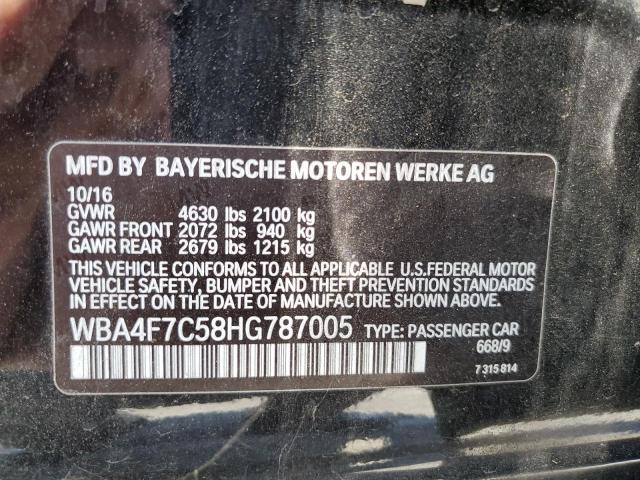 MFD BY BAYERISCHE MOTOREN WERKE AG
10/16
GVWR 4630 lbs 2100 kg
GAWR FRONT 2072 lbs 940 kg
GAWR REAR 2679 lbs 1215 kg
THIS VEHICLE CONFORMS TO ALL APPLICABLE U.S.FEDERAL MOTOR
VEHICLE SAFETY, BUMPER AND THEFT PREVENTION STANDARDS
IN EFFECT ON THE DATE OF MANUFACTURE SHOWN ABOVE.
WBA4F7C58HG787005 TYPE: PASSENGER CAR
668/9
7 315 814